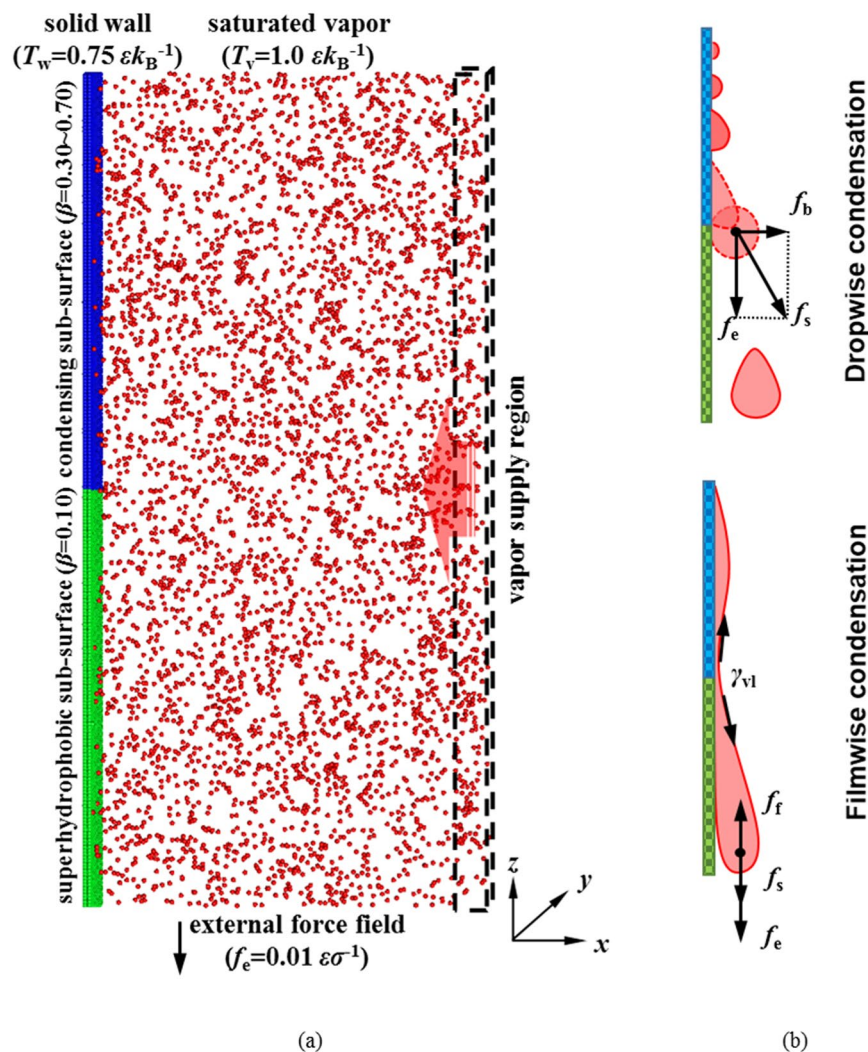 solid wall
(Tw=0.75 εkB⁻¹)
saturated vapor
(Tv=1.0 εkB⁻¹)
condensing sub-surface (β=0.30~0.70)
superhydrophobic sub-surface (β=0.10)
vapor supply region
external force field
(fe=0.01 εσ⁻¹)
z
y
x
(a)
fb
fe
fs
Dropwise condensation
γvl
ff
fs
fe
Filmwise condensation
(b)